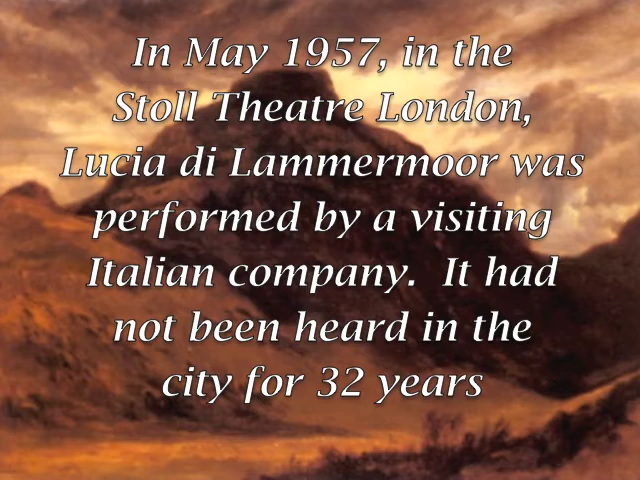 In May 1957, in the
Stoll Theatre London,
Lucia di Lammermoor was
performed by a visiting
Italian company.  It had
not been heard in the
city for 32 years